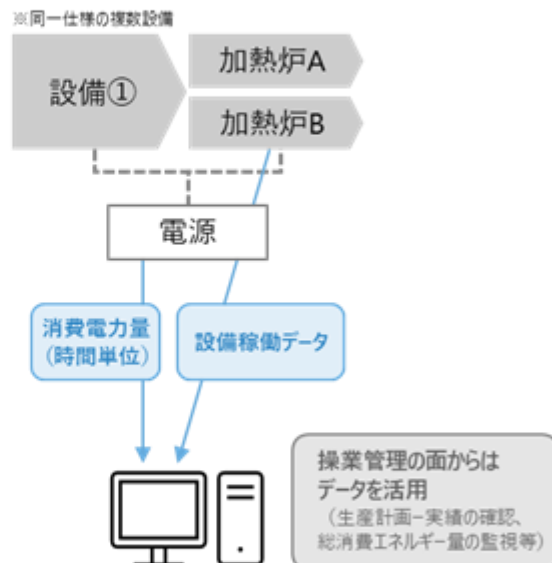 ※同一仕様の複数設備
設備①
加熱炉A
加熱炉B
電源
消費電力量
(時間単位)
設備稼働データ
操業管理の面からは
データを活用
(生産計画−実績の確認、
総消費エネルギー量の監視等)